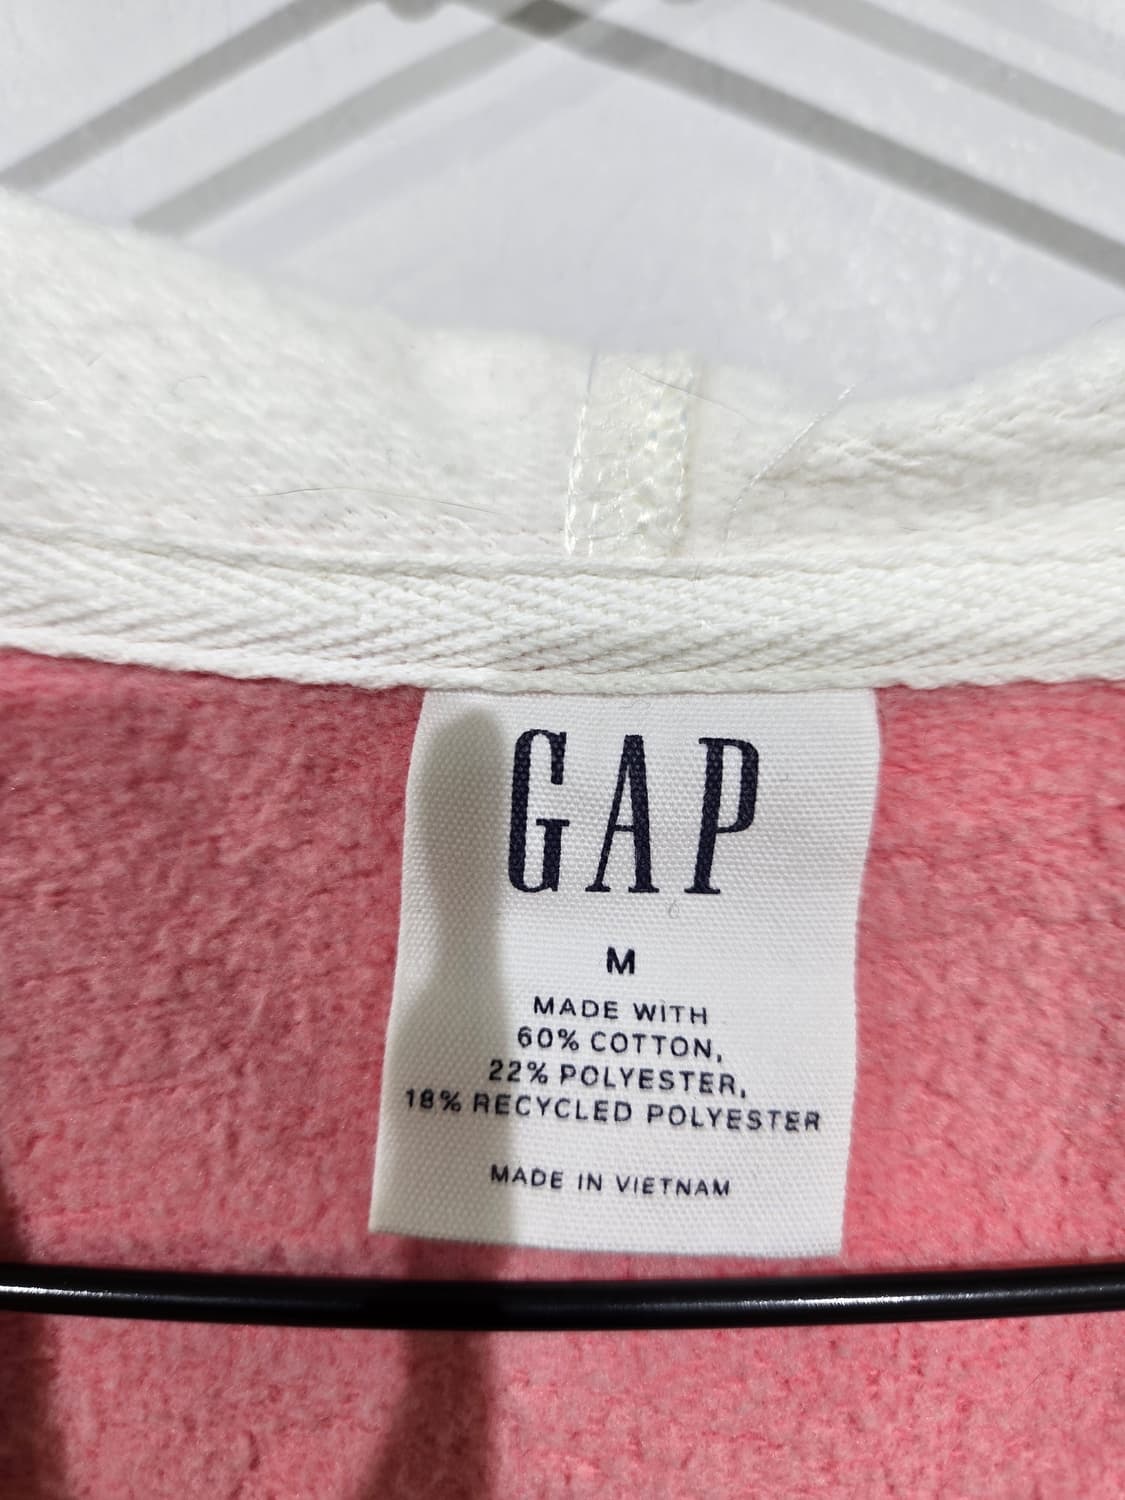 GAP
M
MADE WITH
60% COTTON,
22% POLYESTER,
18% RECYCLED POLYESTER
MADE IN VIETNAM